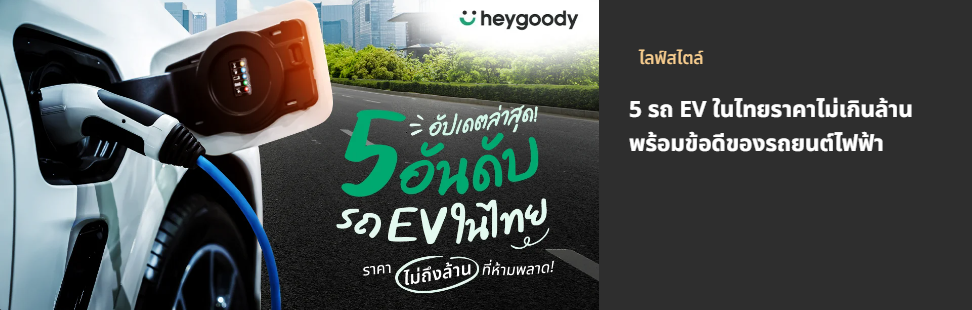 heygoody
อัปเดตล่าสุด!
5 อันดับ
รถ EV ในไทย
ราคา ไม่ถึงล้าน ที่ห้ามพลาด!
ไลฟ์สไตล์
5 รถ EV ในไทยราคาไม่เกินล้าน
พร้อมข้อดีของรถยนต์ไฟฟ้า